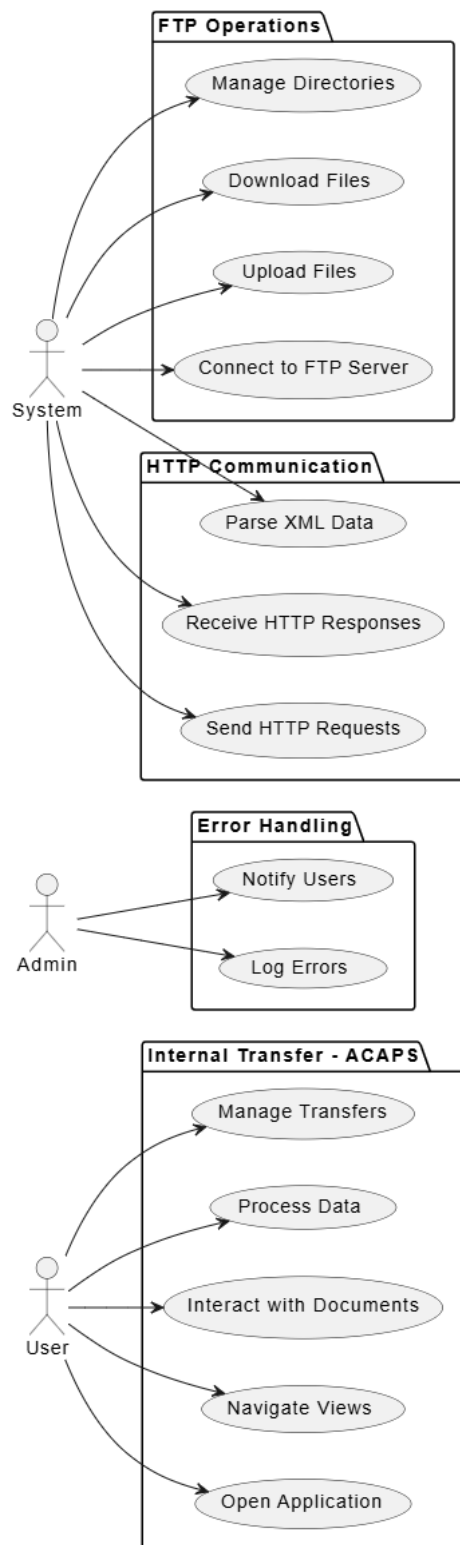 FTP Operations
Manage Directories
Download Files
Upload Files
Connect to FTP Server
System
HTTP Communication
Parse XML Data
Receive HTTP Responses
Send HTTP Requests
Error Handling
Notify Users
Log Errors
Admin
Internal Transfer - ACAPS
Manage Transfers
Process Data
Interact with Documents
User
Navigate Views
Open Application